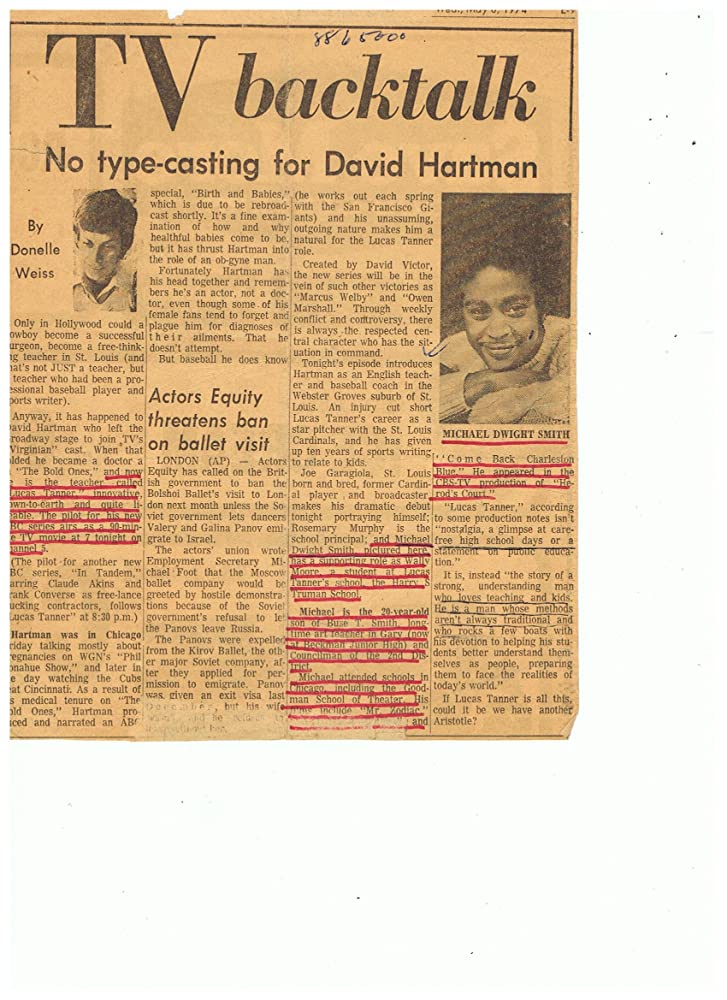 Wed., May 8, 1974
E-7
TV backtalk
No type-casting for David Hartman
By
Donelle
Weiss
Only in Hollywood could a
owboy become a successful
urgeon, become a free-think-
ng teacher in St. Louis (and
hat's not JUST a teacher, but
teacher who had been a pro-
essional baseball player and
ports writer).
Anyway, it has happened to
avid Hartman who left the
roadway stage to join TV's
Virginian" cast. When that
lded he became a doctor a
"The Bold Ones," and now
e is the teacher called
Lucas Tanner," innovative,
own-to-earth and quite li-
able. The pilot for his new
BC series airs as a 90-min-
e TV movie at 7 tonight on
hannel 5.
(The pilot for another new
BC series, "In Tandem,"
arring Claude Akins and
rank Converse as free-lance
ucking contractors, follows
Lucas Tanner" at 8:30 p.m.)
Hartman was in Chicago
riday talking mostly about
regnancies on WGN's "Phil
onahue Show," and later in
e day watching the Cubs
eat Cincinnati. As a result of
s medical tenure on "The
old Ones," Hartman pro-
uced and narrated an ABC
special, "Birth and Babies,"
which is due to be rebroad-
cast shortly. It's a fine exam-
ination of how and why
healthful babies come to be,
but it has thrust Hartman into
the role of an ob-gyne man.
Fortunately Hartman has
his head together and remem-
bers he's an actor, not a doc-
tor, even though some of his
female fans tend to forget and
plague him for diagnoses of
their ailments. That he
doesn't attempt.
But baseball he does know
Actors Equity
threatens ban
on ballet visit
LONDON (AP) — Actors
Equity has called on the Brit-
ish government to ban the
Bolshoi Ballet's visit to Lon-
don next month unless the So-
viet government lets dancers
Valery and Galina Panov emi-
grate to Israel.
The actors' union wrote
Employment Secretary Mi-
chael Foot that the Moscow
ballet company would be
greeted by hostile demonstra-
tions because of the Soviet
government's refusal to let
the Panovs leave Russia.
The Panovs were expelled
from the Kirov Ballet, the oth-
er major Soviet company, af-
ter they applied for per-
mission to emigrate. Panov
was given an exit visa last
December, but his wife
and he
(he works out each spring
with the San Francisco Gi-
ants) and his unassuming,
outgoing nature makes him a
natural for the Lucas Tanner
role.
Created by David Victor,
the new series will be in the
vein of such other victories as
"Marcus Welby" and "Owen
Marshall." Through weekly
conflict and controversy, there
is always the respected cen-
tral character who has the sit-
uation in command.
Tonight's episode introduces
Hartman as an English teach-
er and baseball coach in the
Webster Groves suburb of St.
Louis. An injury cut short
Lucas Tanner's career as a
star pitcher with the St. Louis
Cardinals, and he has given
up ten years of sports writing
to relate to kids.
Joe Garagiola, St. Louis
born and bred, former Cardin-
al player and broadcaster
makes his dramatic debut
tonight portraying himself;
Rosemary Murphy is the
school principal; and Michael
Dwight Smith, pictured here,
has a supporting role as Wally
Moore, a student at Lucas
Tanner's school, the Harry S
Truman School.
Michael is the 20-year-old
son of Buse T. Smith, long-
time art teacher in Gary (now
at Beckman Junior High) and
Councilman of the 2nd Dis-
trict.
Michael attended schools in
Chicago, including the Good-
man School of Theater. His
films include "Mr. Zodiac,"
and
MICHAEL DWIGHT SMITH
"Come Back Charleston
Blue." He appeared in the
CBS-TV production of "He-
rod's Court."
"Lucas Tanner," according
to some production notes isn't
"nostalgia, a glimpse at care-
free high school days or a
statement on public educa-
tion."
It is, instead "the story of a
strong, understanding man
who loves teaching and kids.
He is a man whose methods
aren't always traditional and
who rocks a few boats with
his devotion to helping his stu-
dents better understand them-
selves as people, preparing
them to face the realities of
today's world."
If Lucas Tanner is all this,
could it be we have another
Aristotle?